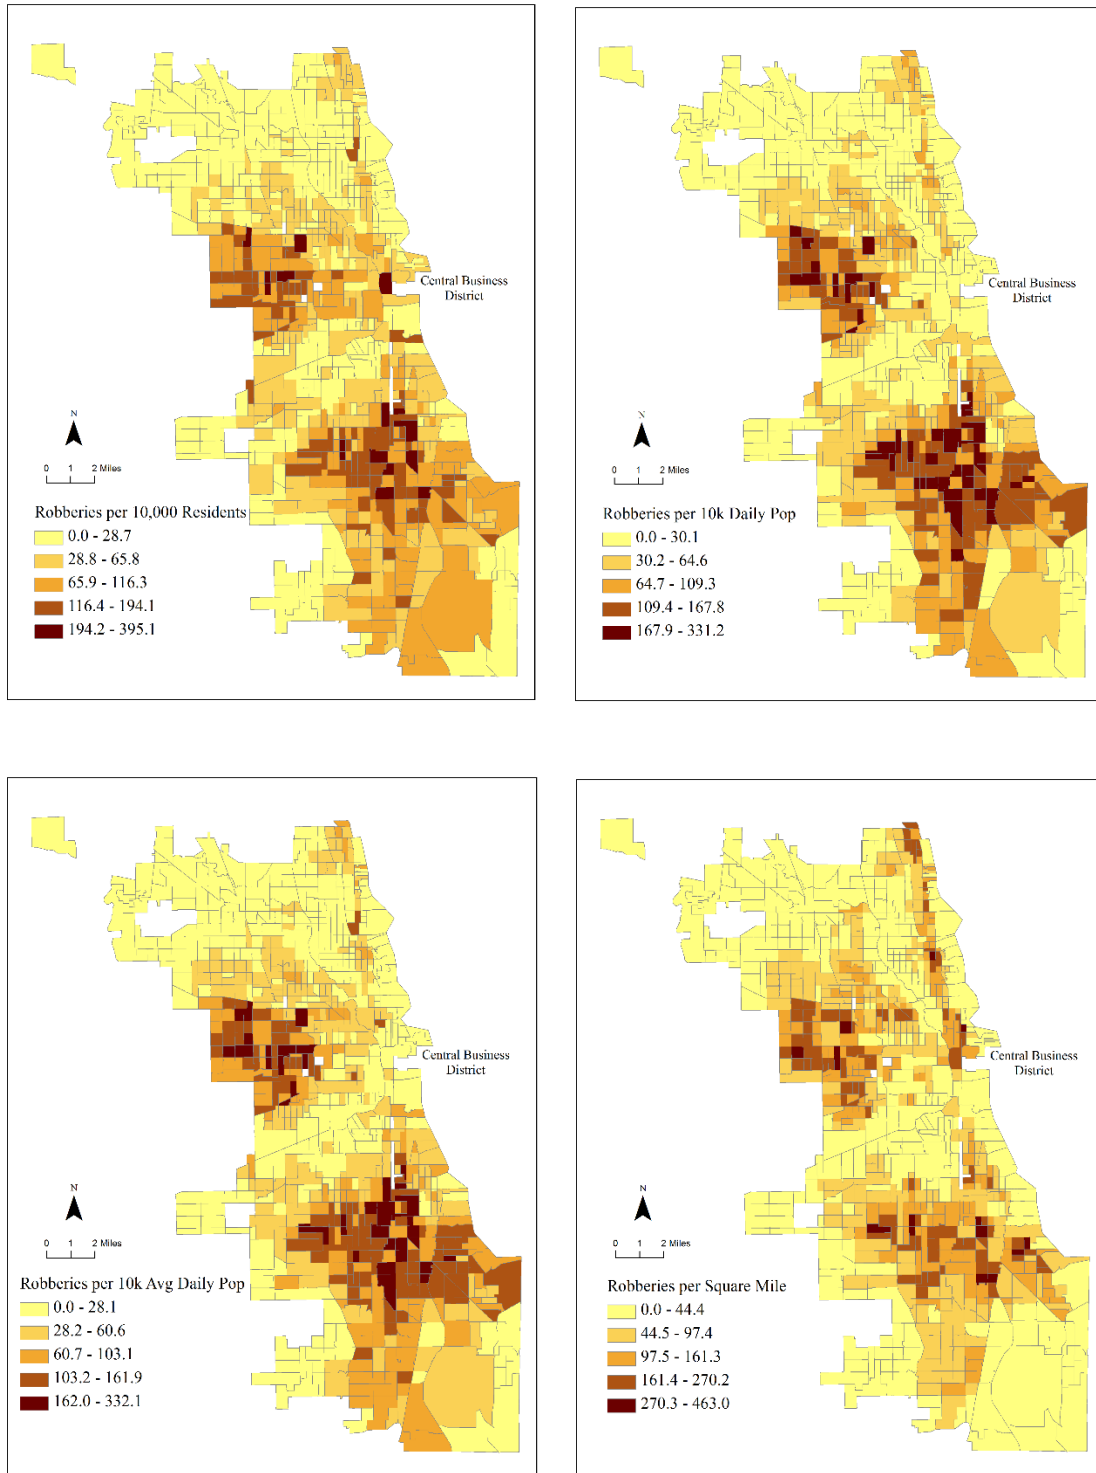 Central Business
District
N
0 1 2 Miles
Robberies per 10,000 Residents
0.0 - 28.7
28.8 - 65.8
65.9 - 116.3
116.4 - 194.1
194.2 - 395.1
Central Business
District
N
0 1 2 Miles
Robberies per 10k Daily Pop
0.0 - 30.1
30.2 - 64.6
64.7 - 109.3
109.4 - 167.8
167.9 - 331.2
Central Business
District
N
0 1 2 Miles
Robberies per 10k Avg Daily Pop
0.0 - 28.1
28.2 - 60.6
60.7 - 103.1
103.2 - 161.9
162.0 - 332.1
Central Business
District
N
0 1 2 Miles
Robberies per Square Mile
0.0 - 44.4
44.5 - 97.4
97.5 - 161.3
161.4 - 270.2
270.3 - 463.0